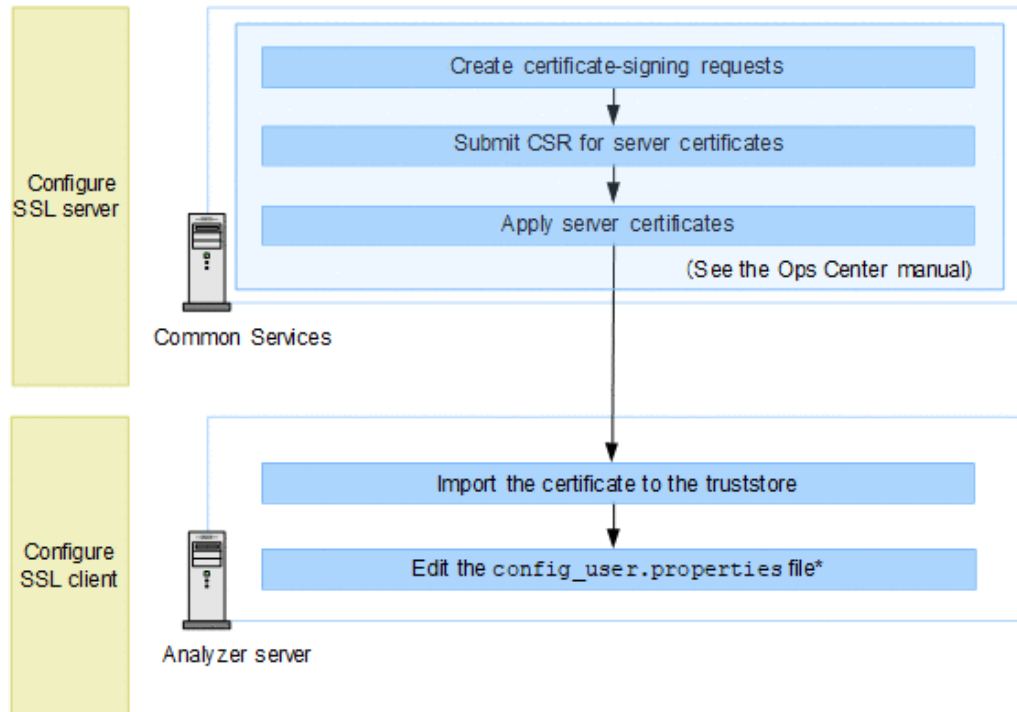 Configure
SSL server
Create certificate-signing requests
Submit CSR for server certificates
Apply server certificates
(See the Ops Center manual)
Common Services
Configure
SSL client
Import the certificate to the truststore
Edit the config_user.properties file*
Analyzer server